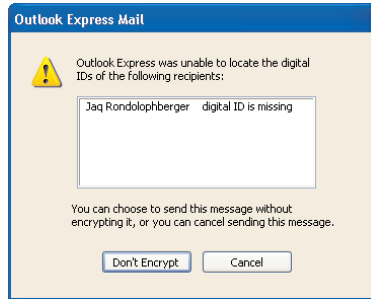 Outlook Express Mail
Outlook Express was unable to locate the digital
IDs of the following recipients:
Jaq Rondolophberger digital ID is missing
You can choose to send this message without
encrypting it, or you can cancel sending this message.
Don't Encrypt Cancel